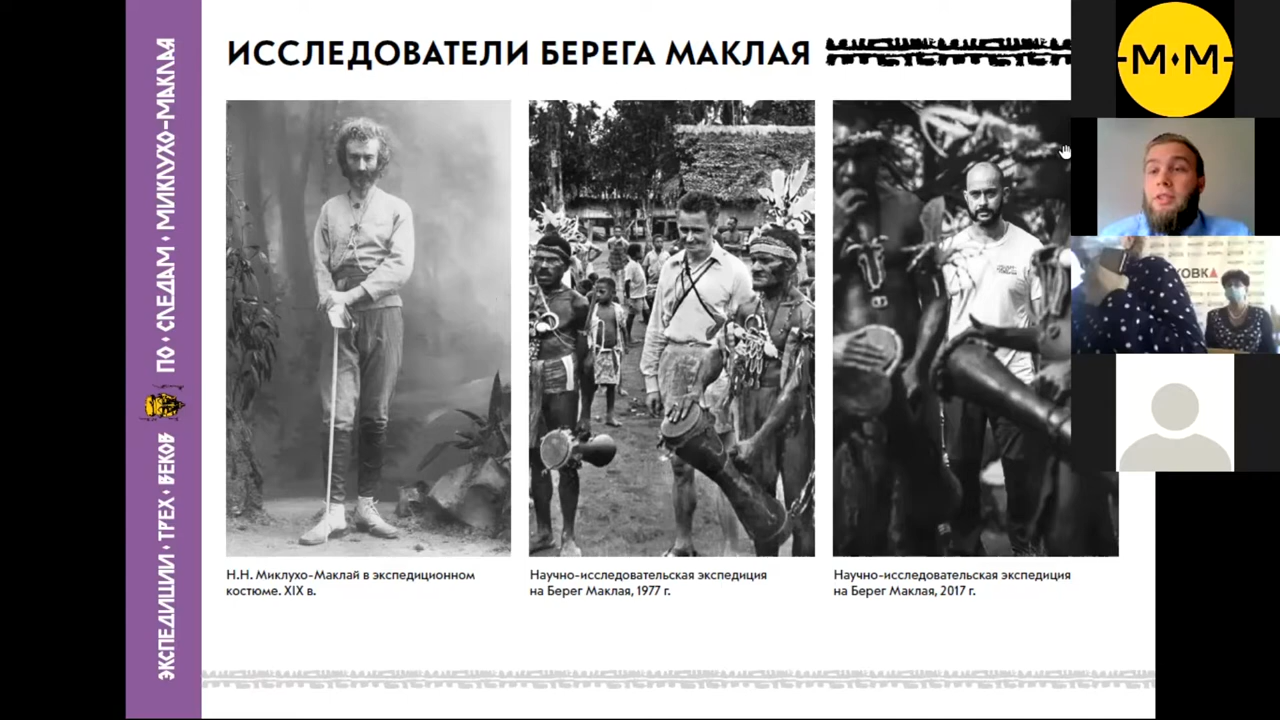 ИССЛЕДОВАТЕЛИ БЕРЕГА МАКЛАЯ
ЭКСПЕДИЦИИ • ТРЕХ • ВЕКОВ
ПО • СЛЕДАМ • МИКЛУХО-МАКЛАЯ
Н.Н. Миклухо-Маклай в экспедиционном
костюме. XIX в.
Научно-исследовательская экспедиция
на Берег Маклая, 1977 г.
Научно-исследовательская экспедиция
на Берег Маклая, 2017 г.
-М•М-